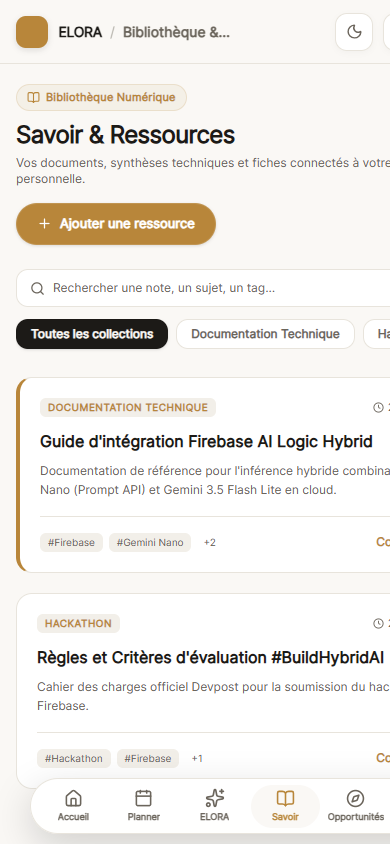 ELORA / Bibliothèque &...
Bibliothèque Numérique
Savoir & Ressources
Vos documents, synthèses techniques et fiches connectés à votre
personnelle.
+ Ajouter une ressource
Rechercher une note, un sujet, un tag...
Toutes les collections
Documentation Technique
DOCUMENTATION TECHNIQUE
Guide d'intégration Firebase AI Logic Hybrid
Documentation de référence pour l'inférence hybride combina
Nano (Prompt API) et Gemini 3.5 Flash Lite en cloud.
#Firebase #Gemini Nano +2
HACKATHON
Règles et Critères d'évaluation #BuildHybridAI
Cahier des charges officiel Devpost pour la soumission du hac
Firebase.
#Hackathon #Firebase +1
Accueil Planner ELORA Savoir Opportunités